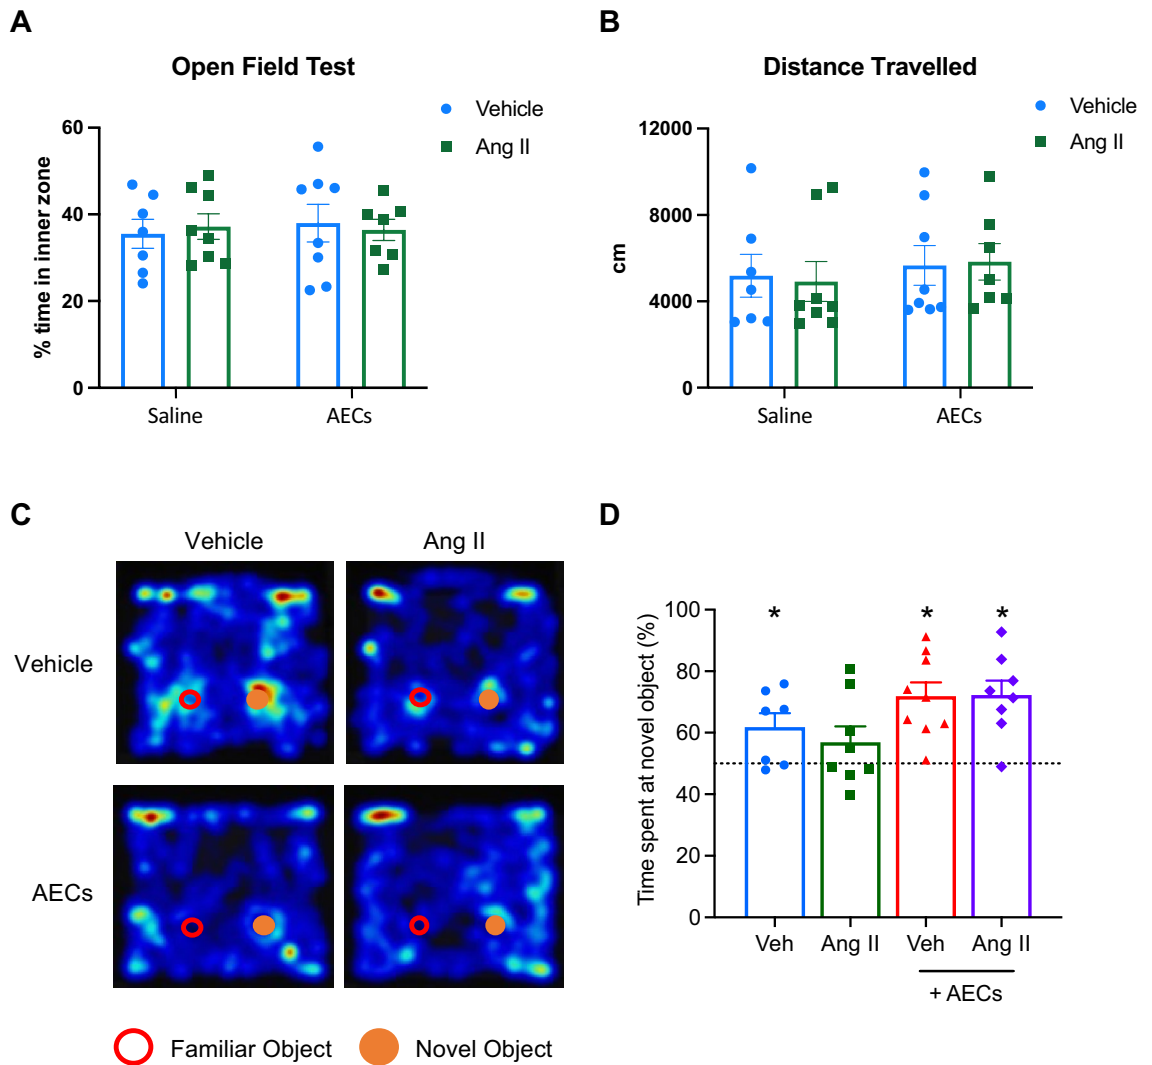 A
Open Field Test
Vehicle
Ang II
% time in inner zone
60
40
20
0
Saline
AECs
B
Distance Travelled
Vehicle
Ang II
cm
12000
8000
4000
0
Saline
AECs
C
Vehicle
Ang II
Vehicle
AECs
Familiar Object
Novel Object
D
Time spent at novel object (%)
100
80
60
40
20
0
*
*
*
Veh
Ang II
Veh
Ang II
+ AECs